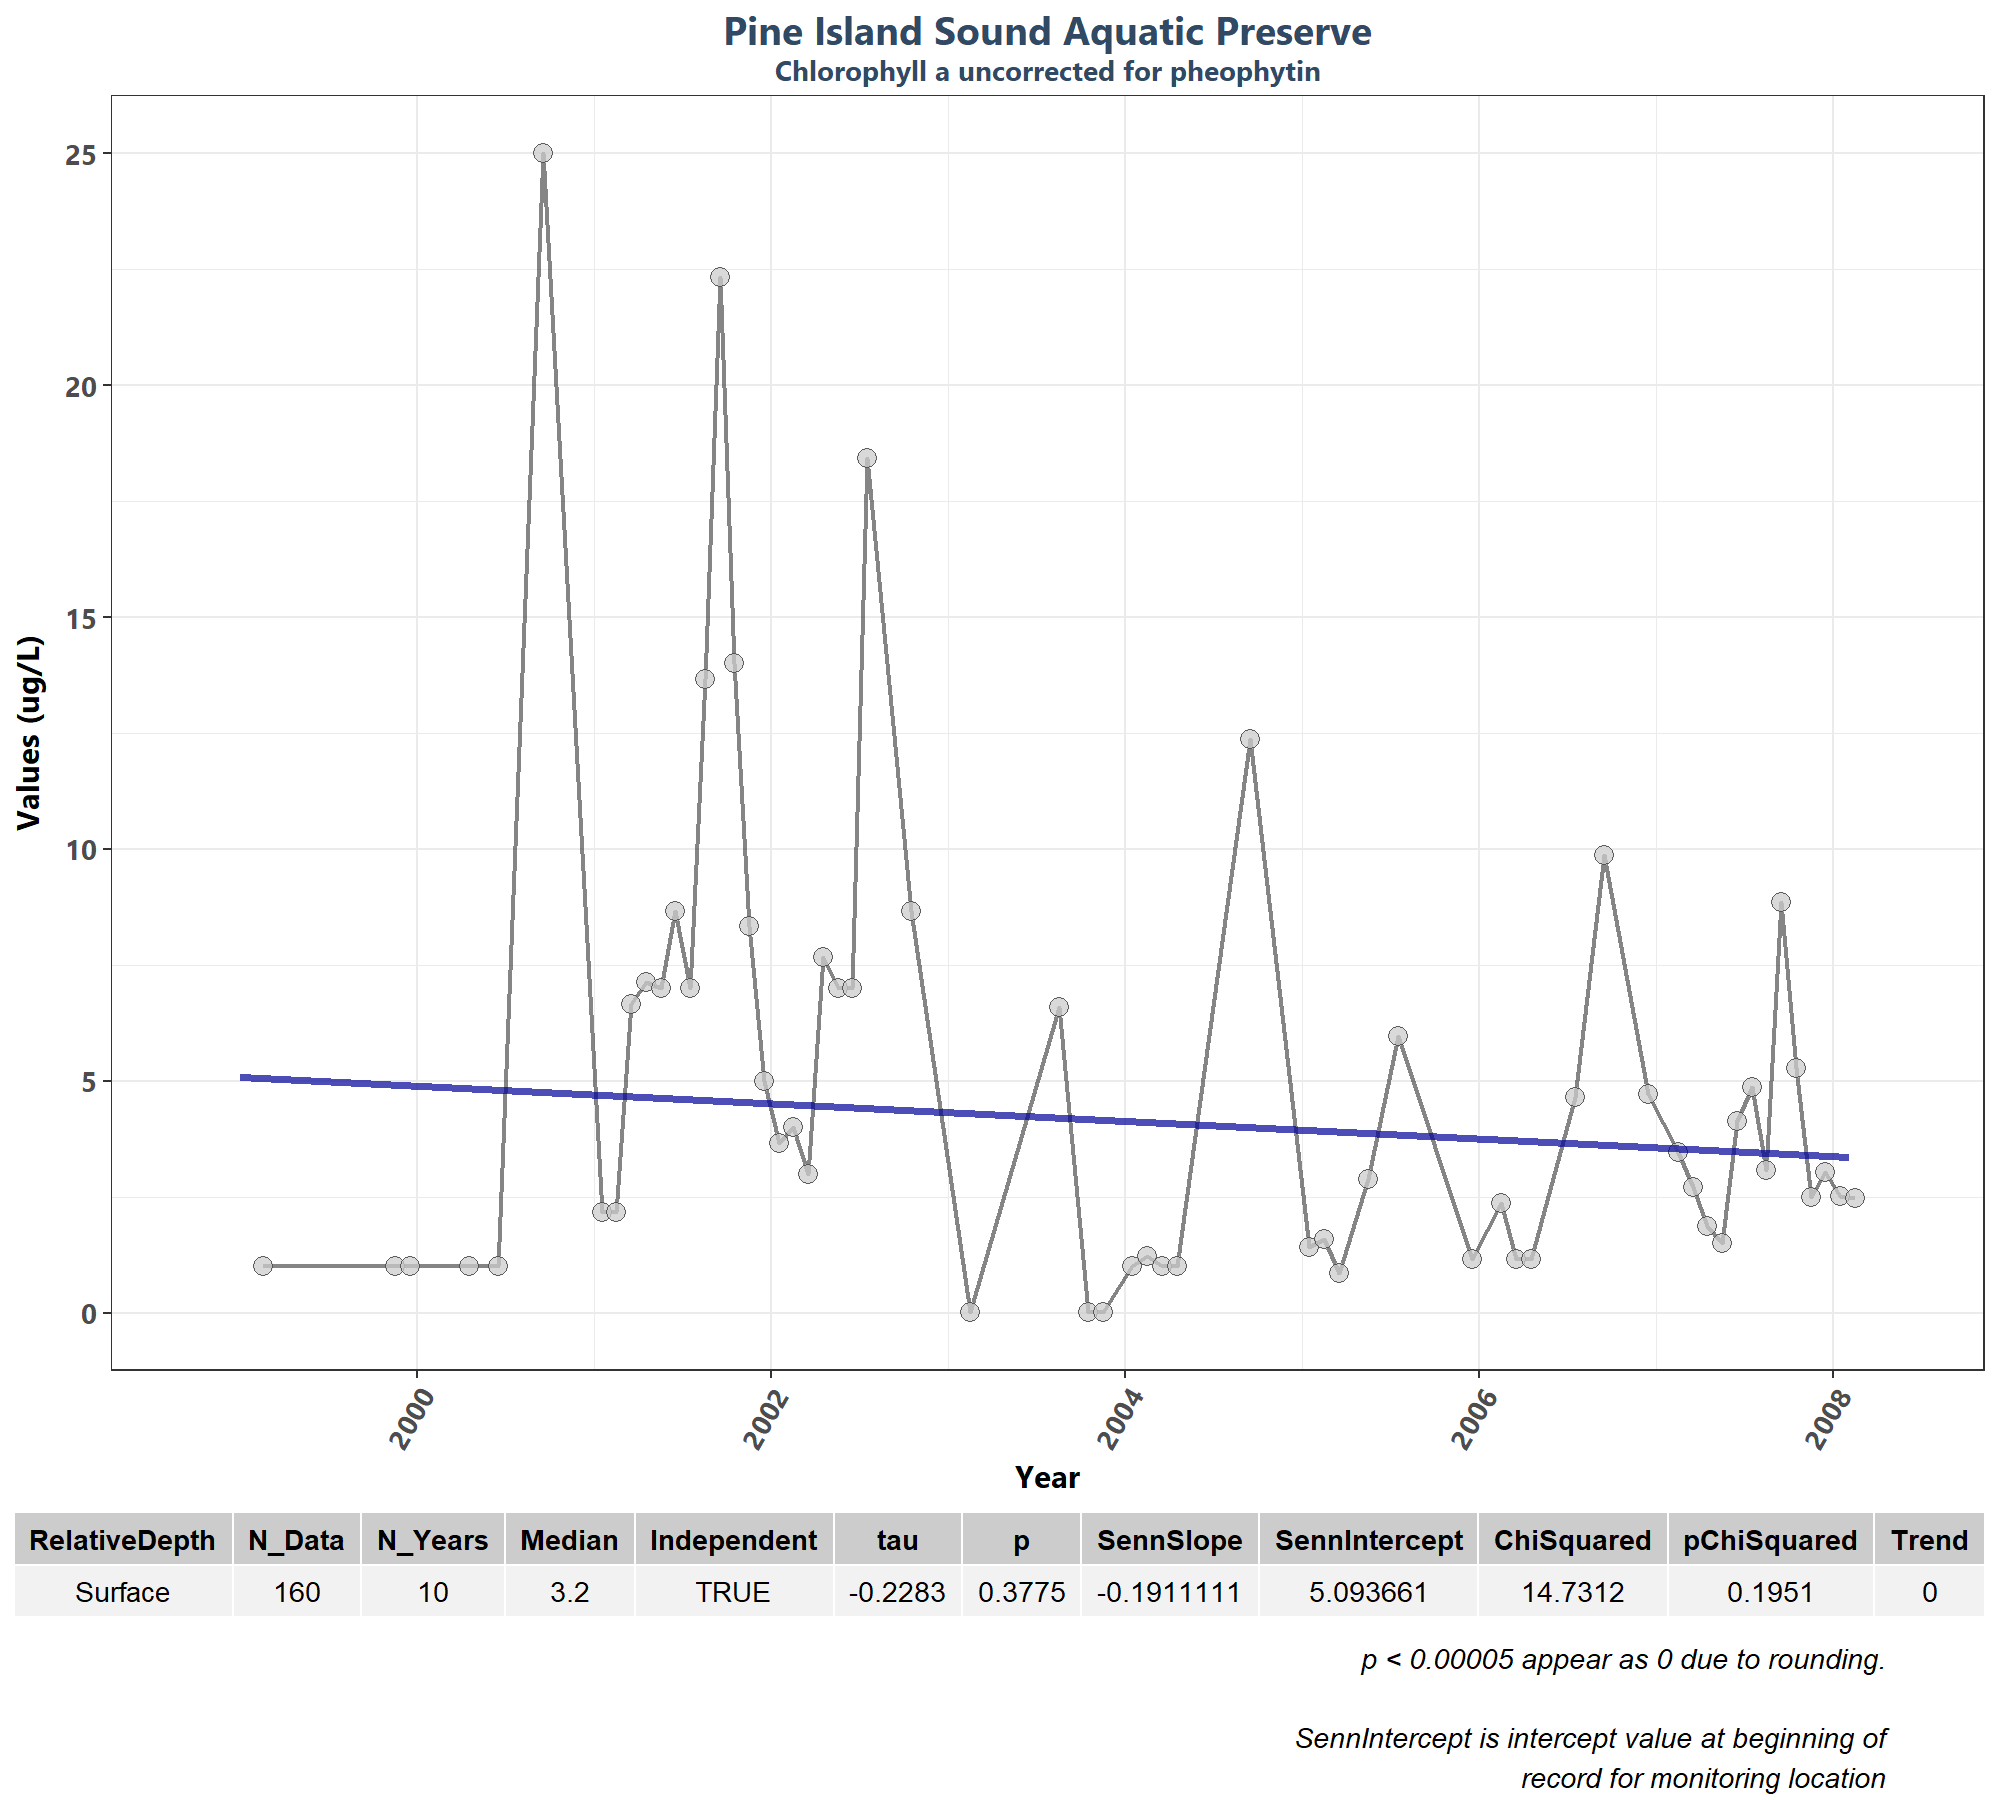 Pine Island Sound Aquatic Preserve
Chlorophyll a uncorrected for pheophytin
25
20
15
10
5
0
Values (ug/L)
2000 2002 2004 2006 2008
Year
RelativeDepth N_Data N_Years Median Independent tau p SennSlope SennIntercept ChiSquared pChiSquared Trend
Surface 160 10 3.2 TRUE -0.2283 0.3775 -0.1911111 5.093661 14.7312 0.1951 0
p < 0.00005 appear as 0 due to rounding.
SennIntercept is intercept value at beginning of
record for monitoring location